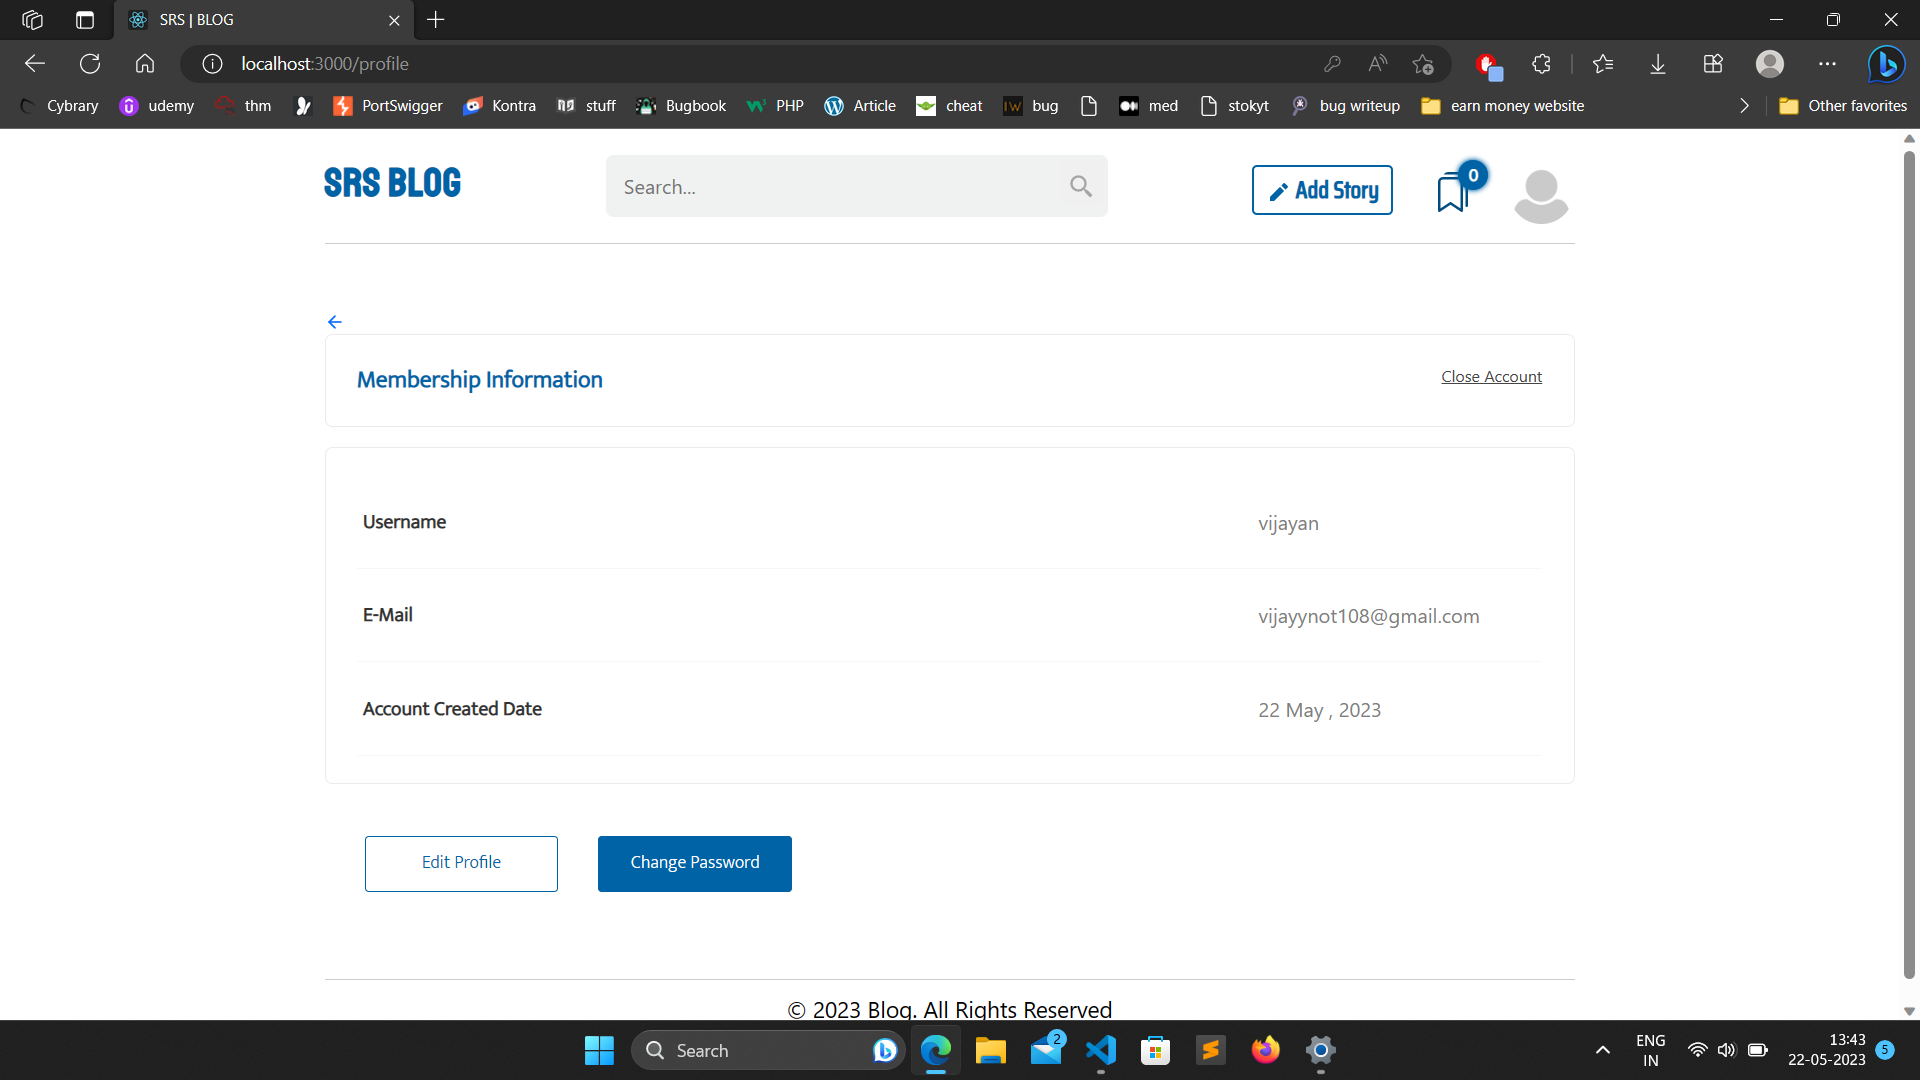 SRS | BLOG
localhost:3000/profile
Cybrary udemy thm PortSwigger Kontra stuff Bugbook PHP Article cheat bug med stokyt bug writeup earn money website Other favorites
SRS BLOG Search... Add Story 0
Membership Information Close Account
Username vijayan
E-Mail vijayynot108@gmail.com
Account Created Date 22 May , 2023
Edit Profile Change Password
© 2023 Blog. All Rights Reserved
Search 2 ENG IN 13:43 22-05-2023 5